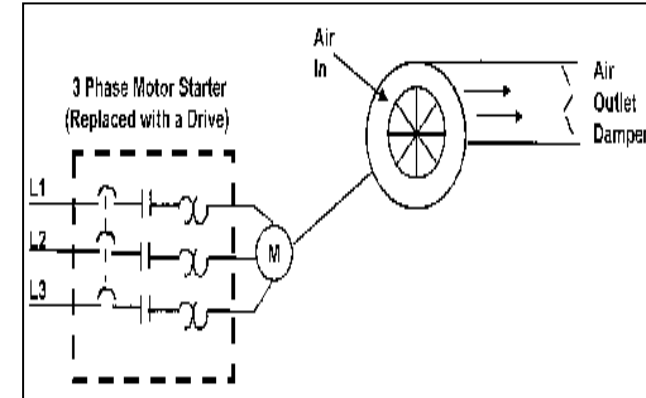 Air
In
3 Phase Motor Starter
(Replaced with a Drive)
Air
Outlet
Damper
L1
L2
L3
M